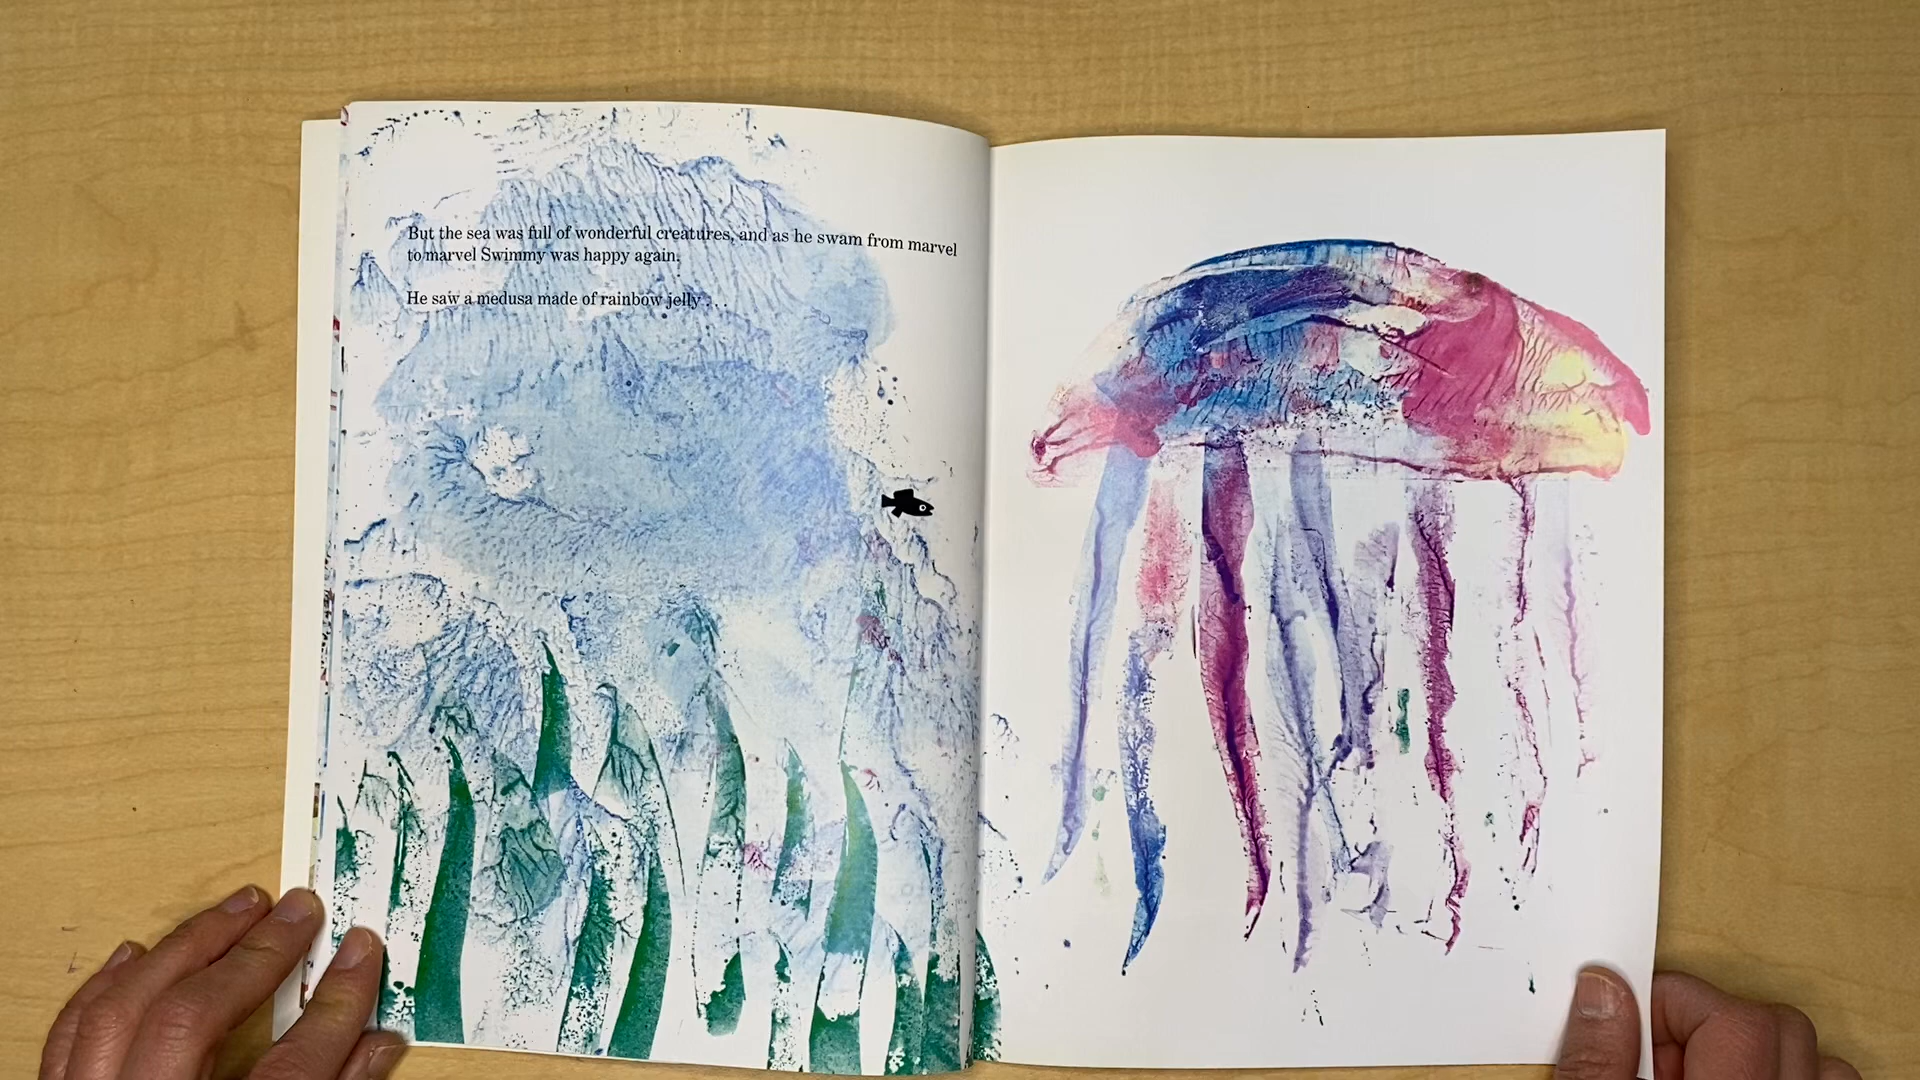 But the sea was full of wonderful creatures, and as he swam from marvel
to marvel Swimmy was happy again.
He saw a medusa made of rainbow jelly . . .